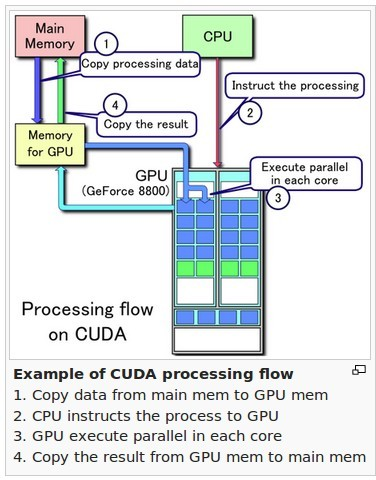 Main
Memory
1
Copy processing data
CPU
Instruct the processing
2
4
Copy the result
Memory
for GPU
GPU
(GeForce 8800)
Execute parallel
in each core
3
Processing flow
on CUDA
Example of CUDA processing flow
1. Copy data from main mem to GPU mem
2. CPU instructs the process to GPU
3. GPU execute parallel in each core
4. Copy the result from GPU mem to main mem